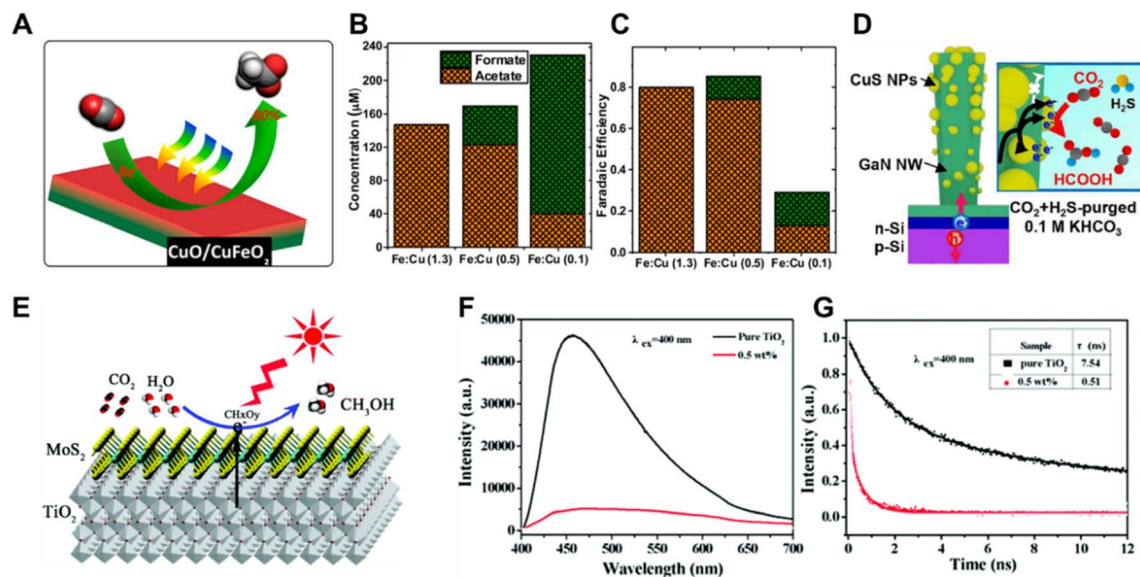 A
8e⁻
80%
CuO/CuFeO₂
B
Concentration (µM)
240
200
160
120
80
40
0
Formate
Acetate
Fe:Cu (1.3) Fe:Cu (0.5) Fe:Cu (0.1)
C
Faradaic Efficiency
0.8
0.6
0.4
0.2
0.0
Fe:Cu (1.3) Fe:Cu (0.5) Fe:Cu (0.1)
D
CuS NPs
GaN NW
n-Si
p-Si
e⁻
h⁺
CO₂
H₂S
HCOOH
CO₂+H₂S-purged
0.1 M KHCO₃
E
CO₂ H₂O
CHxOy
CH₃OH
MoS₂
TiO₂
F
Intensity (a.u.)
50000
40000
30000
20000
10000
0
λ ex=400 nm
Pure TiO₂
0.5 wt%
400 450 500 550 600 650 700
Wavelength (nm)
G
Intensity (a.u.)
1.0
0.8
0.6
0.4
0.2
0.0
λ ex=400 nm
Sample τ (ns)
pure TiO₂ 7.54
0.5 wt% 0.51
0 2 4 6 8 10 12
Time (ns)